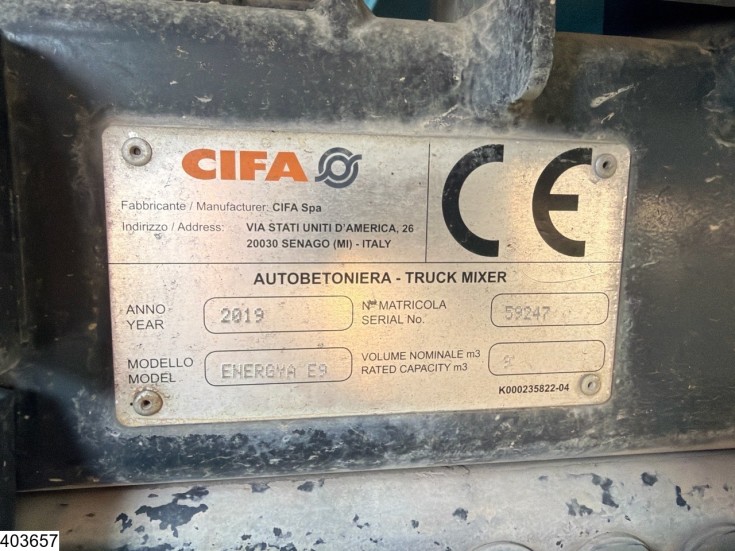 CIFA
CE
Fabbricante / Manufacturer: CIFA Spa
Indirizzo / Address: VIA STATI UNITI D'AMERICA, 26
20030 SENAGO (MI) - ITALY
AUTOBETONIERA - TRUCK MIXER
ANNO
YEAR
2019
N° MATRICOLA
SERIAL No.
59247
MODELLO
MODEL
ENERGYA E9
VOLUME NOMINALE m3
RATED CAPACITY m3
9
K000235822-04
403657